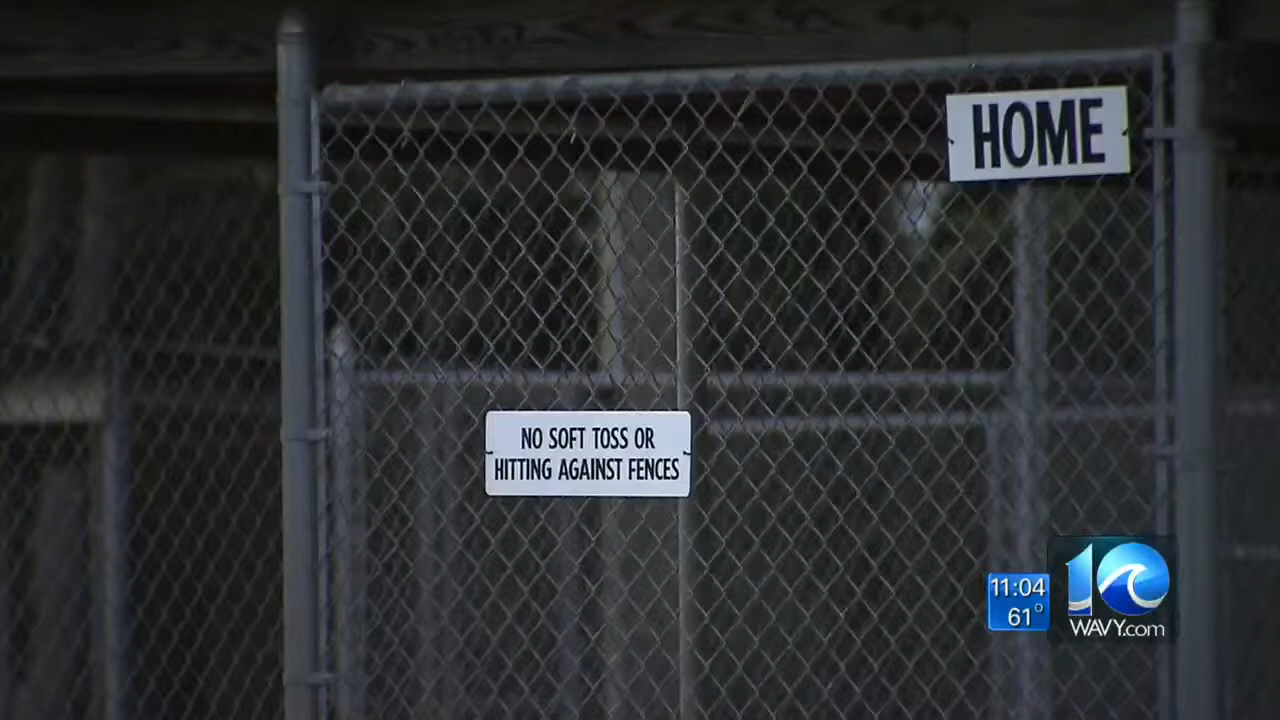 HOME
NO SOFT TOSS OR
HITTING AGAINST FENCES
11:04
61°
10
WAVY.com